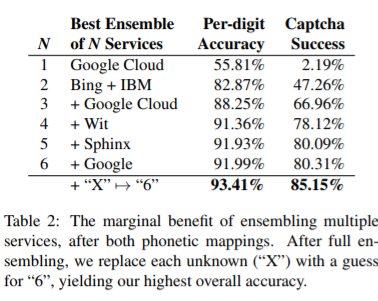 Best Ensemble Per-digit Captcha
N of N Services Accuracy Success
1 Google Cloud 55.81% 2.19%
2 Bing + IBM 82.87% 47.26%
3 + Google Cloud 88.25% 66.96%
4 + Wit 91.36% 78.12%
5 + Sphinx 91.93% 80.09%
6 + Google 91.99% 80.31%
+ “X” ↦ “6” 93.41% 85.15%
Table 2: The marginal benefit of ensembling multiple
services, after both phonetic mappings. After full en-
sembling, we replace each unknown (“X”) with a guess
for “6”, yielding our highest overall accuracy.